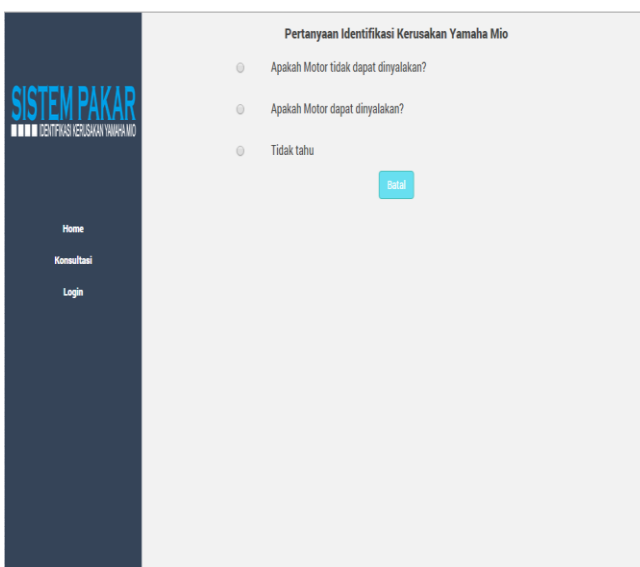 SISTEM PAKAR
IDENTIFIKASI KERUSAKAN YAMAHA MIO
Home
Konsultasi
Login
Pertanyaan Identifikasi Kerusakan Yamaha Mio
Apakah Motor tidak dapat dinyalakan?
Apakah Motor dapat dinyalakan?
Tidak tahu
Batal